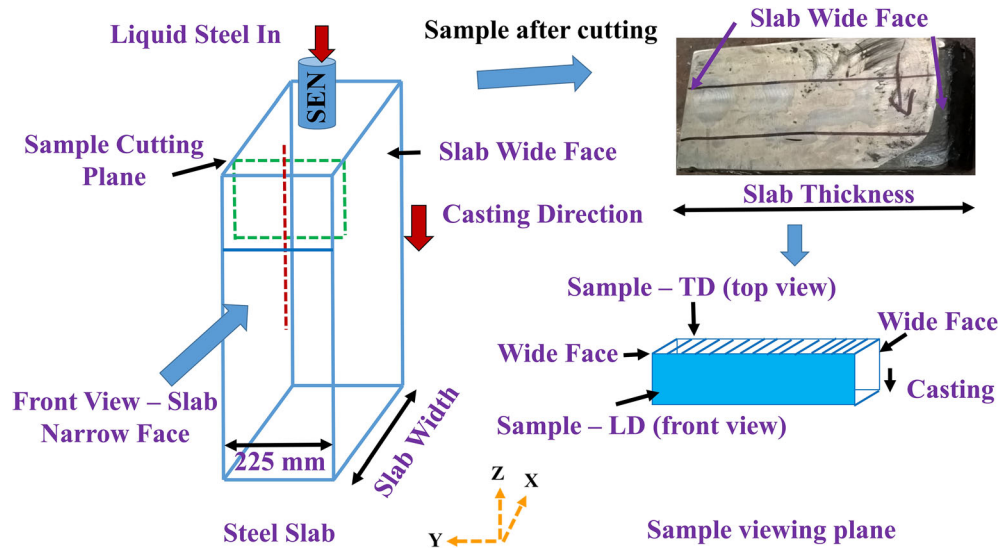 Liquid Steel In
SEN
Sample Cutting
Plane
Slab Wide Face
Casting Direction
Front View – Slab
Narrow Face
225 mm
Slab Width
Steel Slab
Sample after cutting
Slab Wide Face
Slab Thickness
Sample – TD (top view)
Wide Face
Wide Face
Casting
Sample – LD (front view)
Z
X
Y
Sample viewing plane